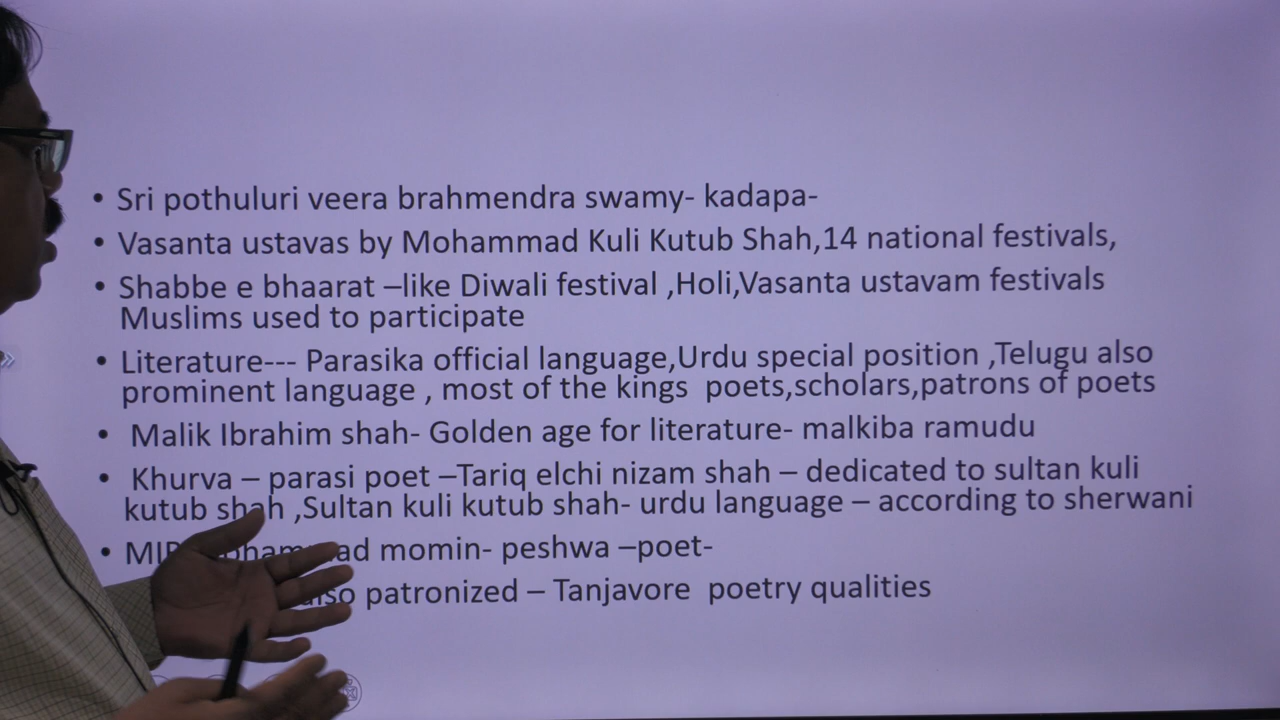 • Sri pothuluri veera brahmendra swamy- kadapa-
• Vasanta ustavas by Mohammad Kuli Kutub Shah,14 national festivals,
• Shabbe e bhaarat –like Diwali festival ,Holi,Vasanta ustavam festivals
Muslims used to participate
• Literature--- Parasika official language,Urdu special position ,Telugu also
prominent language , most of the kings poets,scholars,patrons of poets
• Malik Ibrahim shah- Golden age for literature- malkiba ramudu
• Khurva – parasi poet –Tariq elchi nizam shah – dedicated to sultan kuli
kutub shah ,Sultan kuli kutub shah- urdu language – according to sherwani
• momin- peshwa –poet-
also patronized – Tanjavore poetry qualities